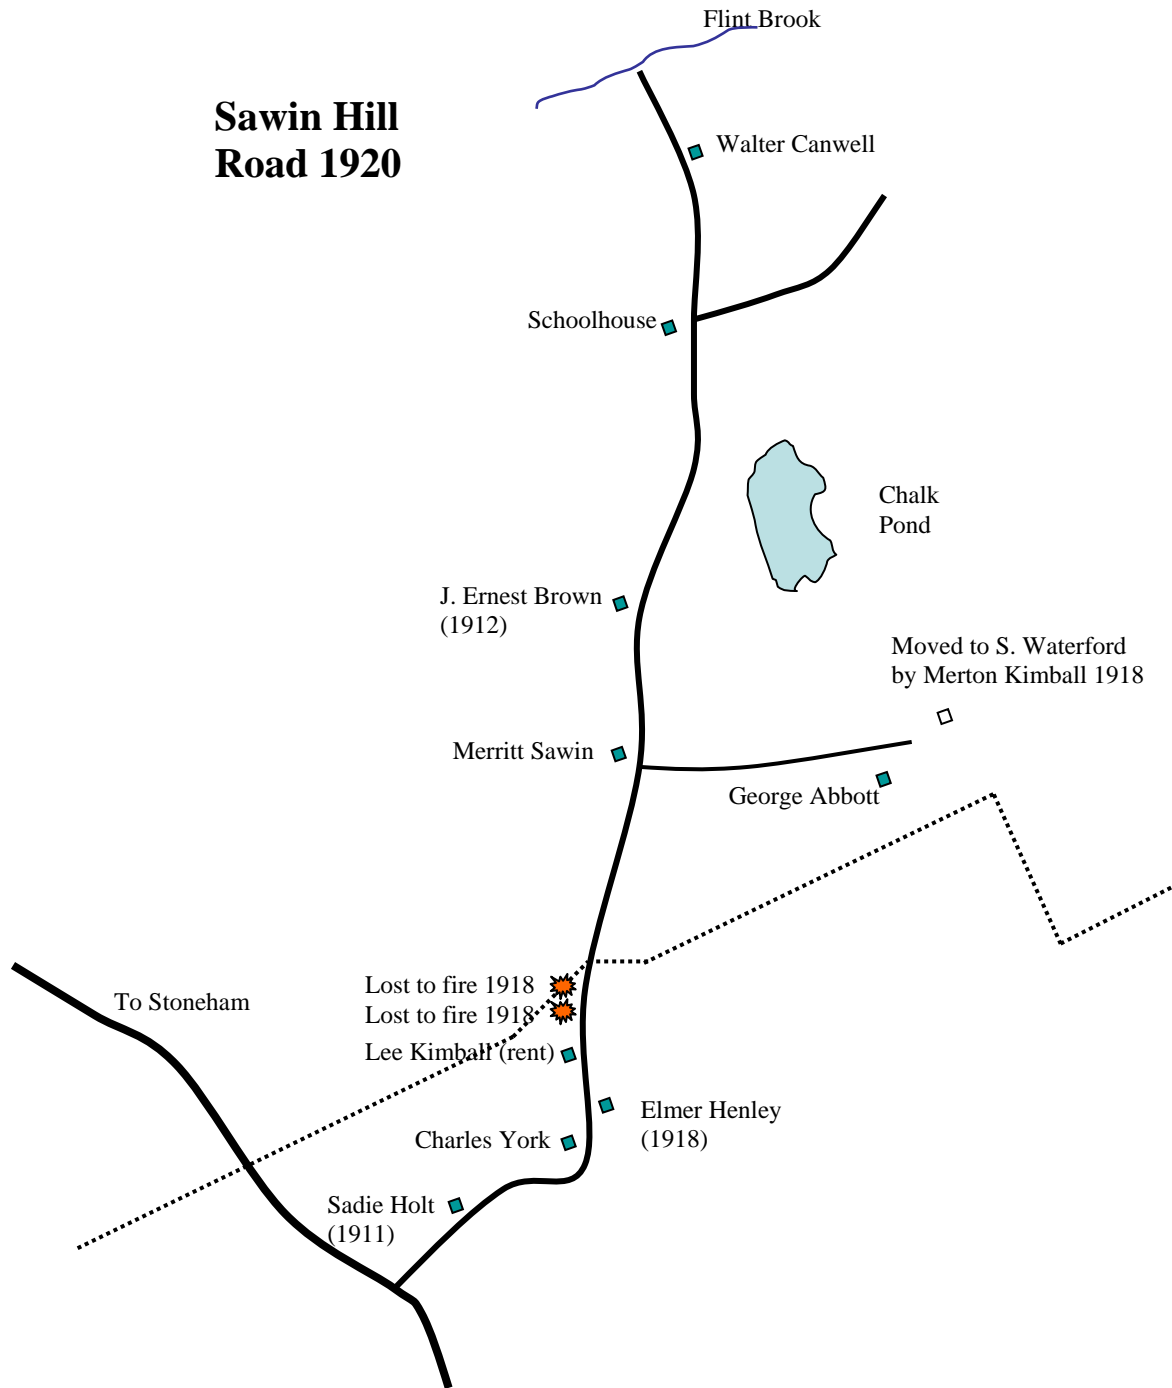 Flint Brook
Sawin Hill
Road 1920
Walter Canwell
Schoolhouse
Chalk
Pond
J. Ernest Brown
(1912)
Moved to S. Waterford
by Merton Kimball 1918
Merritt Sawin
George Abbott
Lost to fire 1918
To Stoneham
Lost to fire 1918
Lee Kimball (rent)
Elmer Henley
(1918)
Charles York
Sadie Holt
(1911)